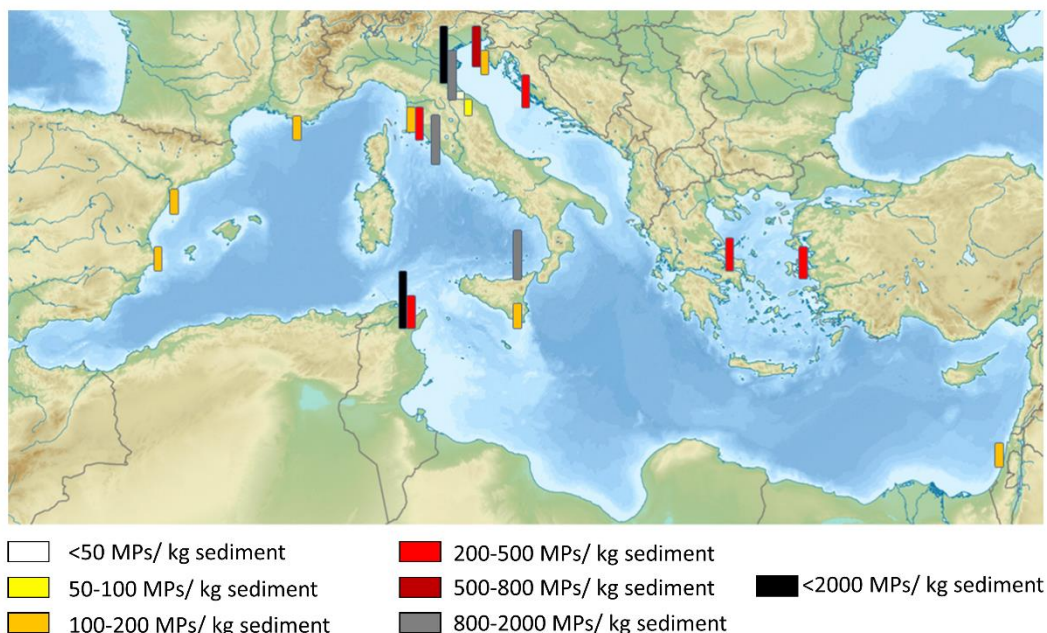 <50 MPs/ kg sediment
50-100 MPs/ kg sediment
100-200 MPs/ kg sediment
200-500 MPs/ kg sediment
500-800 MPs/ kg sediment
800-2000 MPs/ kg sediment
<2000 MPs/ kg sediment